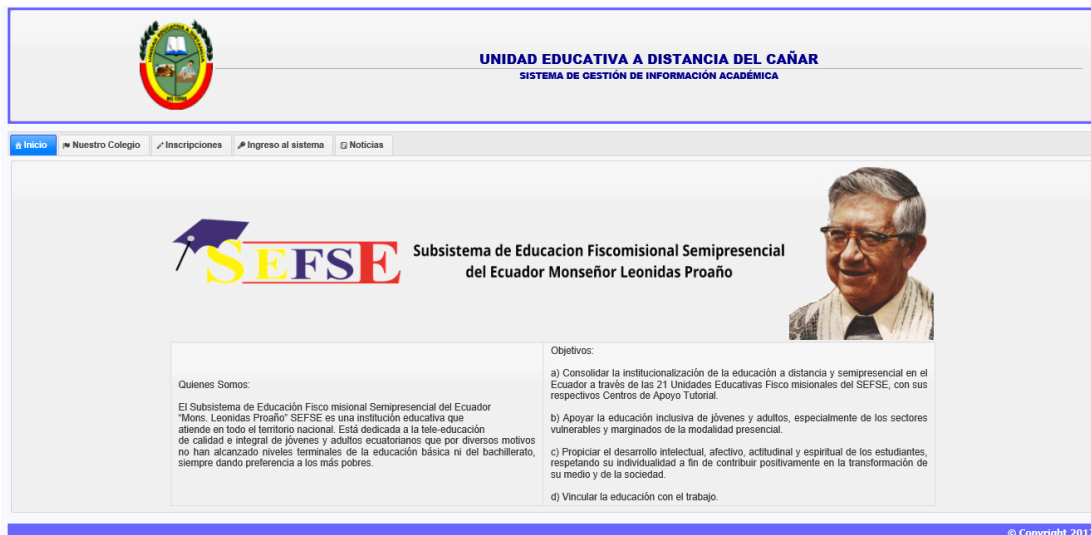 UNIDAD EDUCATIVA A DISTANCIA DEL CAÑAR
SISTEMA DE GESTIÓN DE INFORMACIÓN ACADÉMICA
UNIDAD EDUCATIVA A DISTANCIA
DEL CAÑAR
Inicio
Nuestro Colegio
Inscripciones
Ingreso al sistema
Noticias
SEFSE
Subsistema de Educacion Fiscomisional Semipresencial
del Ecuador Monseñor Leonidas Proaño
Quienes Somos:
El Subsistema de Educación Fisco misional Semipresencial del Ecuador
"Mons. Leonidas Proaño" SEFSE es una institución educativa que
atiende en todo el territorio nacional. Está dedicada a la tele-educación
de calidad e integral de jóvenes y adultos ecuatorianos que por diversos motivos
no han alcanzado niveles terminales de la educación básica ni del bachillerato,
siempre dando preferencia a los más pobres.
Objetivos:
a) Consolidar la institucionalización de la educación a distancia y semipresencial en el
Ecuador a través de las 21 Unidades Educativas Fisco misionales del SEFSE, con sus
respectivos Centros de Apoyo Tutorial.
b) Apoyar la educación inclusiva de jóvenes y adultos, especialmente de los sectores
vulnerables y marginados de la modalidad presencial.
c) Propiciar el desarrollo intelectual, afectivo, actitudinal y espiritual de los estudiantes,
respetando su individualidad a fin de contribuir positivamente en la transformación de
su medio y de la sociedad.
d) Vincular la educación con el trabajo.
© Copyright